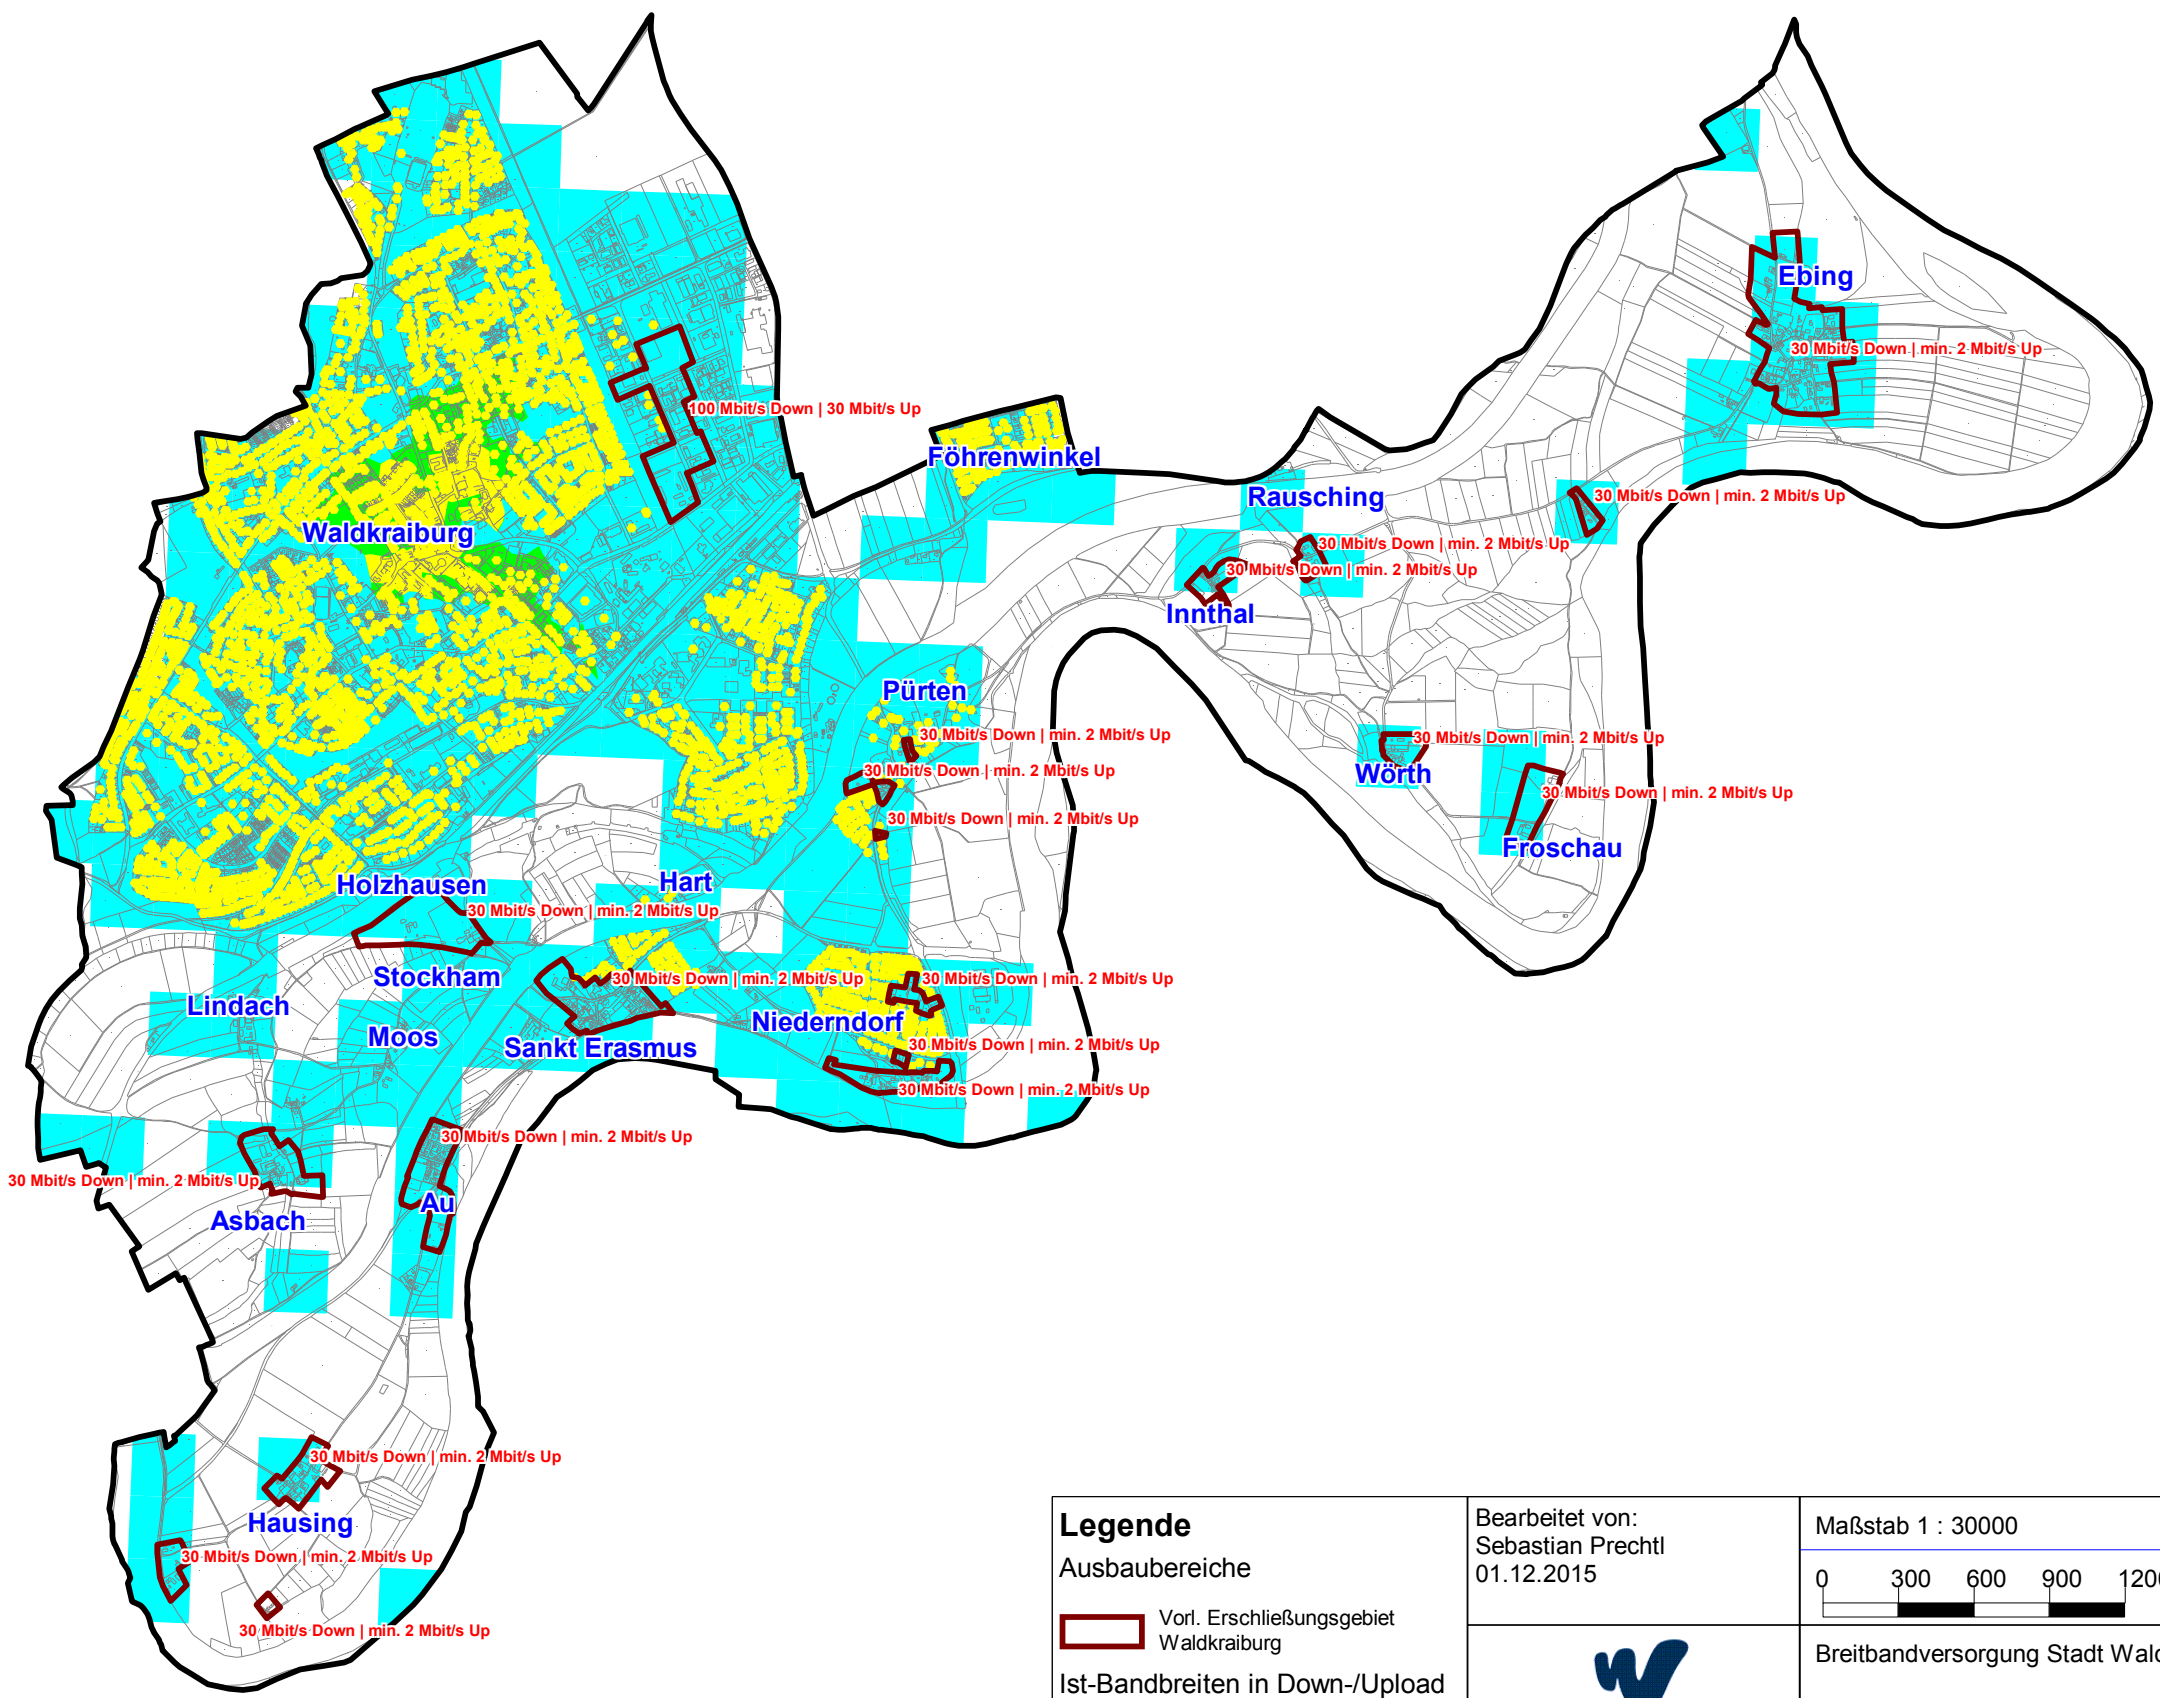 Ebing
30 Mbit/s Down | min. 2 Mbit/s Up
100 Mbit/s Down | 30 Mbit/s Up
Föhrenwinkel
Rausching
30 Mbit/s Down | min. 2 Mbit/s Up
Waldkraiburg
30 Mbit/s Down | min. 2 Mbit/s Up
30 Mbit/s Down | min. 2 Mbit/s Up
Innthal
Pürten
30 Mbit/s Down | min. 2 Mbit/s Up
30 Mbit/s Down | min. 2 Mbit/s Up
30 Mbit/s Down | min. 2 Mbit/s Up
Wörth
30 Mbit/s Down | min. 2 Mbit/s Up
30 Mbit/s Down | min. 2 Mbit/s Up
Froschau
Hart
Holzhausen
30 Mbit/s Down | min. 2 Mbit/s Up
Stockham
30 Mbit/s Down | min. 2 Mbit/s Up
30 Mbit/s Down | min. 2 Mbit/s Up
Lindach
Niederndorf
Moos
Sankt Erasmus
30 Mbit/s Down | min. 2 Mbit/s Up
30 Mbit/s Down | min. 2 Mbit/s Up
30 Mbit/s Down | min. 2 Mbit/s Up
30 Mbit/s Down | min. 2 Mbit/s Up
Au
Asbach
30 Mbit/s Down | min. 2 Mbit/s Up
Hausing
30 Mbit/s Down | min. 2 Mbit/s Up
30 Mbit/s Down | min. 2 Mbit/s Up
Legende
Ausbaubereiche
Vorl. Erschließungsgebiet
Waldkraiburg
Ist-Bandbreiten in Down-/Upload
Bearbeitet von:
Sebastian Prechtl
01.12.2015
Maßstab 1 : 30000
0 300 600 900 1200
Breitbandversorgung Stadt Wald